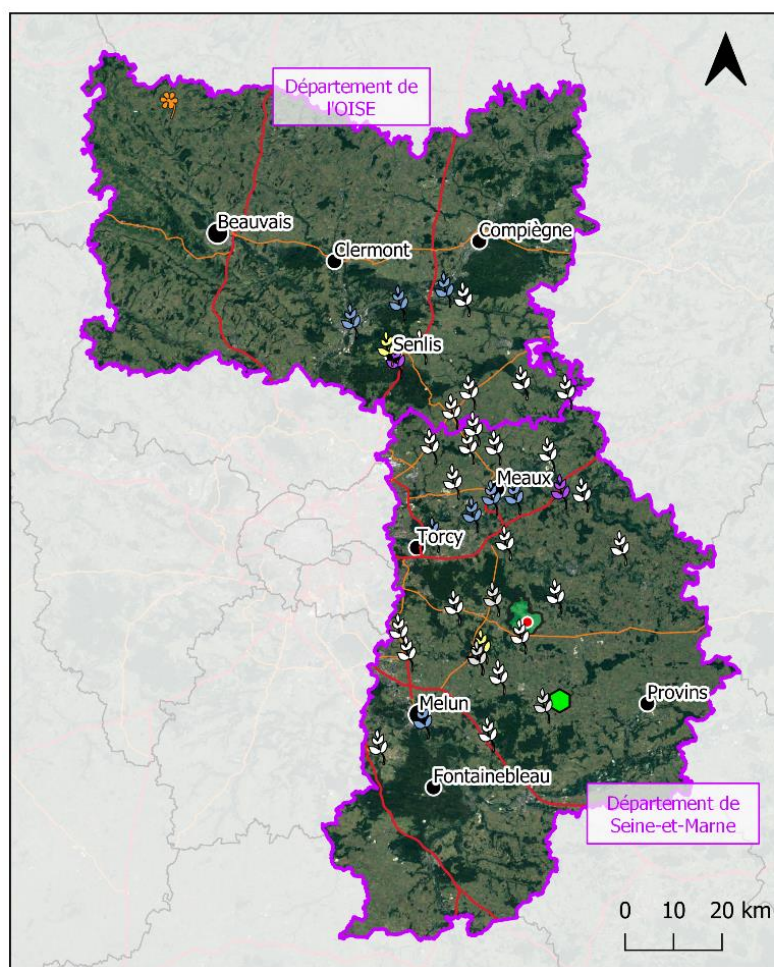 Département de
l'OISE
Beauvais
Clermont
Compiègne
Senlis
Meaux
Torcy
Melun
Provins
Fontainebleau
Département de
Seine-et-Marne
0 10 20 km